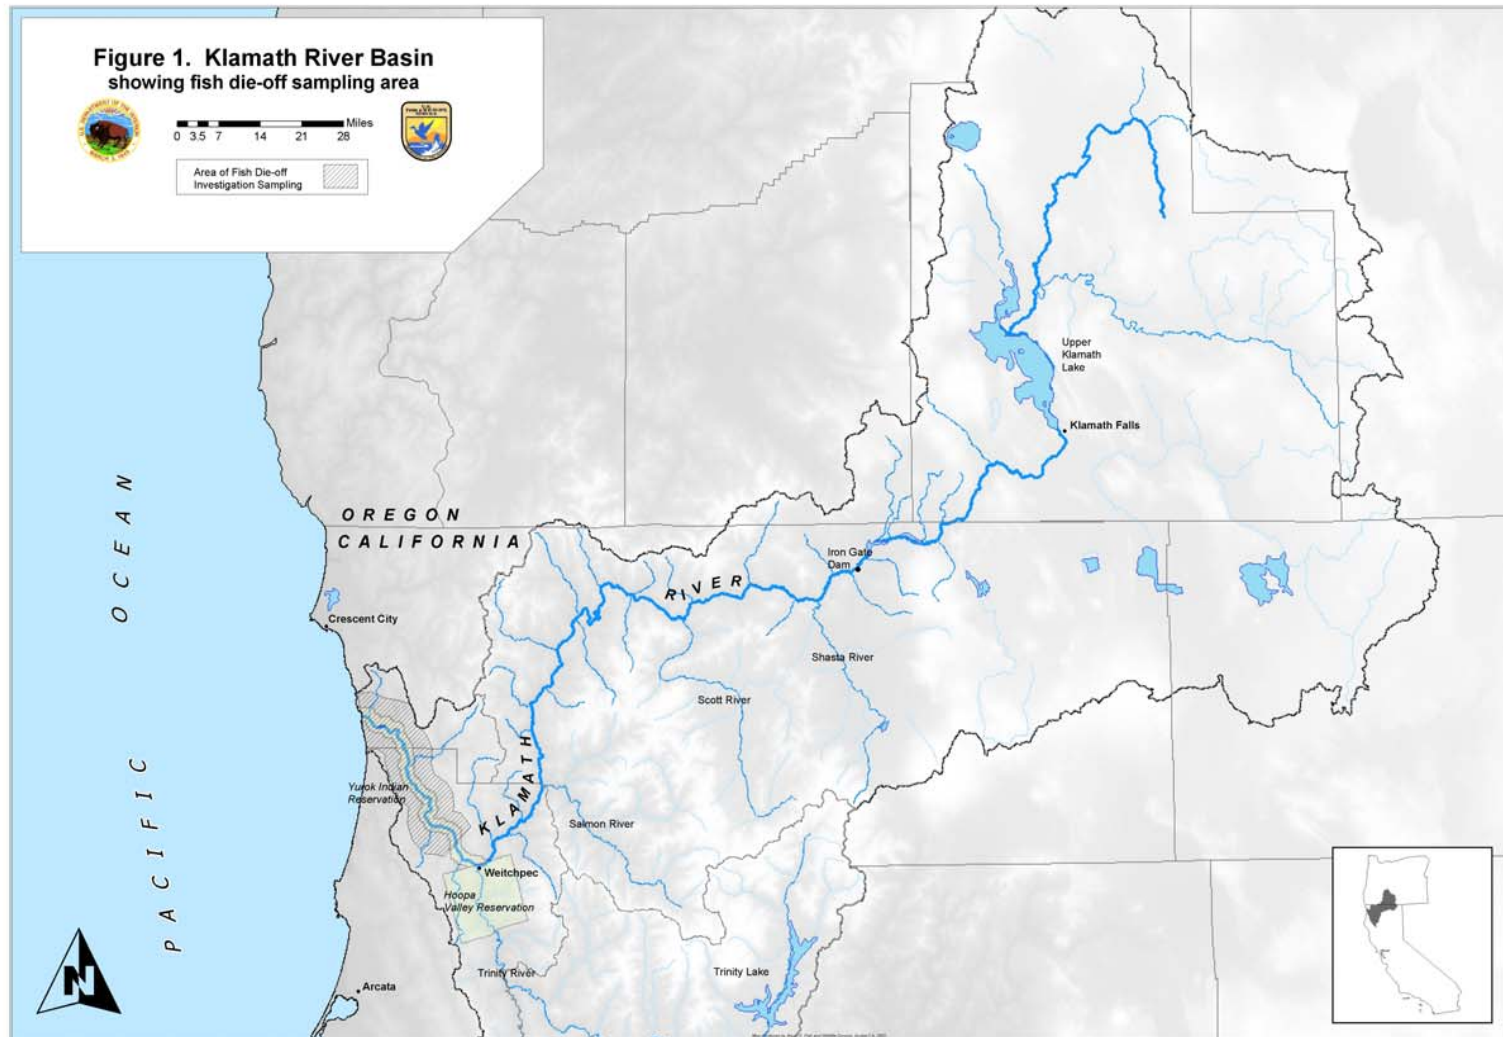 Figure 1. Klamath River Basin
showing fish die-off sampling area
0 3.5 7 14 21 28 Miles
Area of Fish Die-off
Investigation Sampling
OREGON
CALIFORNIA
PACIFIC OCEAN
KLAMATH RIVER
Upper
Klamath
Lake
Klamath Falls
Iron Gate
Dam
Crescent City
Shasta River
Scott River
Yurok Indian
Reservation
Salmon River
Weitchpec
Hoopa
Valley Reservation
Trinity River
Trinity Lake
Arcata
N